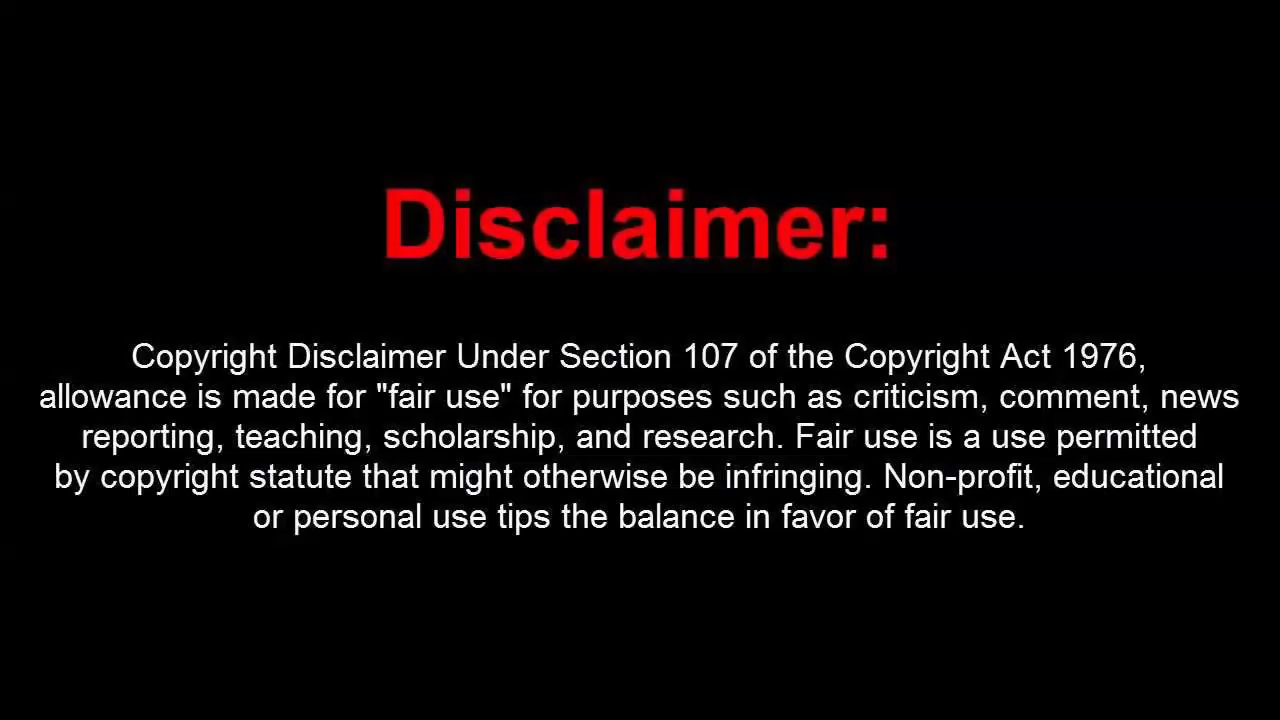 Disclaimer:
Copyright Disclaimer Under Section 107 of the Copyright Act 1976,
allowance is made for "fair use" for purposes such as criticism, comment, news
reporting, teaching, scholarship, and research. Fair use is a use permitted
by copyright statute that might otherwise be infringing. Non-profit, educational
or personal use tips the balance in favor of fair use.